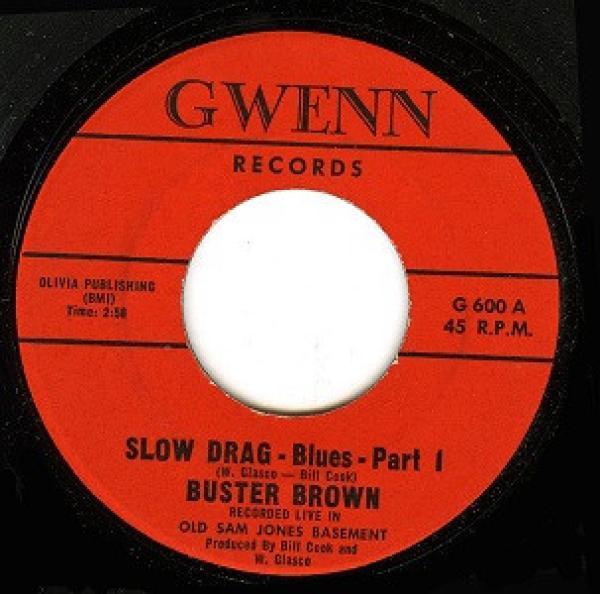 GWENN
RECORDS
OLIVIA PUBLISHING
(BMI)
Time: 2:58
G 600 A
45 R.P.M.
SLOW DRAG - Blues - Part 1
(W. Glasco — Bill Cook)
BUSTER BROWN
RECORDED LIVE IN
OLD SAM JONES BASEMENT
Produced By Bill Cook and
W. Glasco